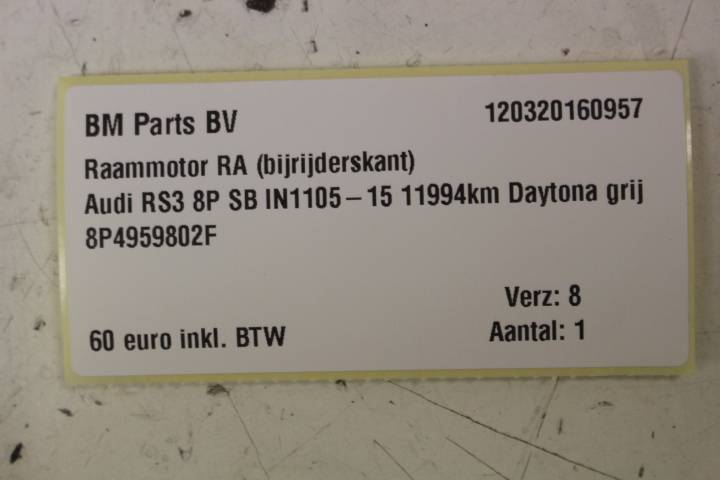 BM Parts BV 120320160957
Raammotor RA (bijrijderskant)
Audi RS3 8P SB IN1105-15 11994km Daytona grij
8P4959802F
Verz: 8
60 euro inkl. BTW Aantal: 1